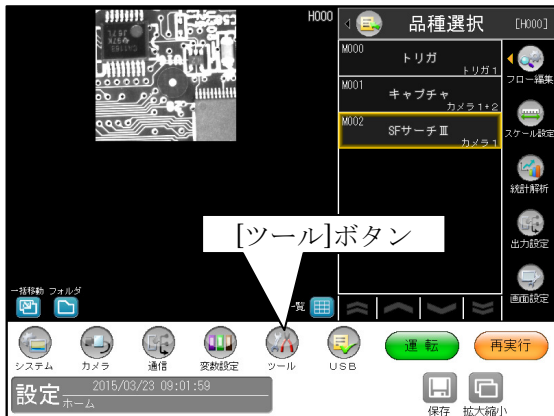 H000
品種選択
[H000]
M000
トリガ
トリガ1
M001
キャプチャ
カメラ1+2
M002
SFサーチⅢ
カメラ1
フロー編集
スケール設定
統計解析
出力設定
画面設定
[ツール]ボタン
一括移動 フォルダ
覧
システム
カメラ
通信
変数設定
ツール
USB
運転
再実行
設定
2015/03/23 09:01:59
ホーム
保存
拡大縮小